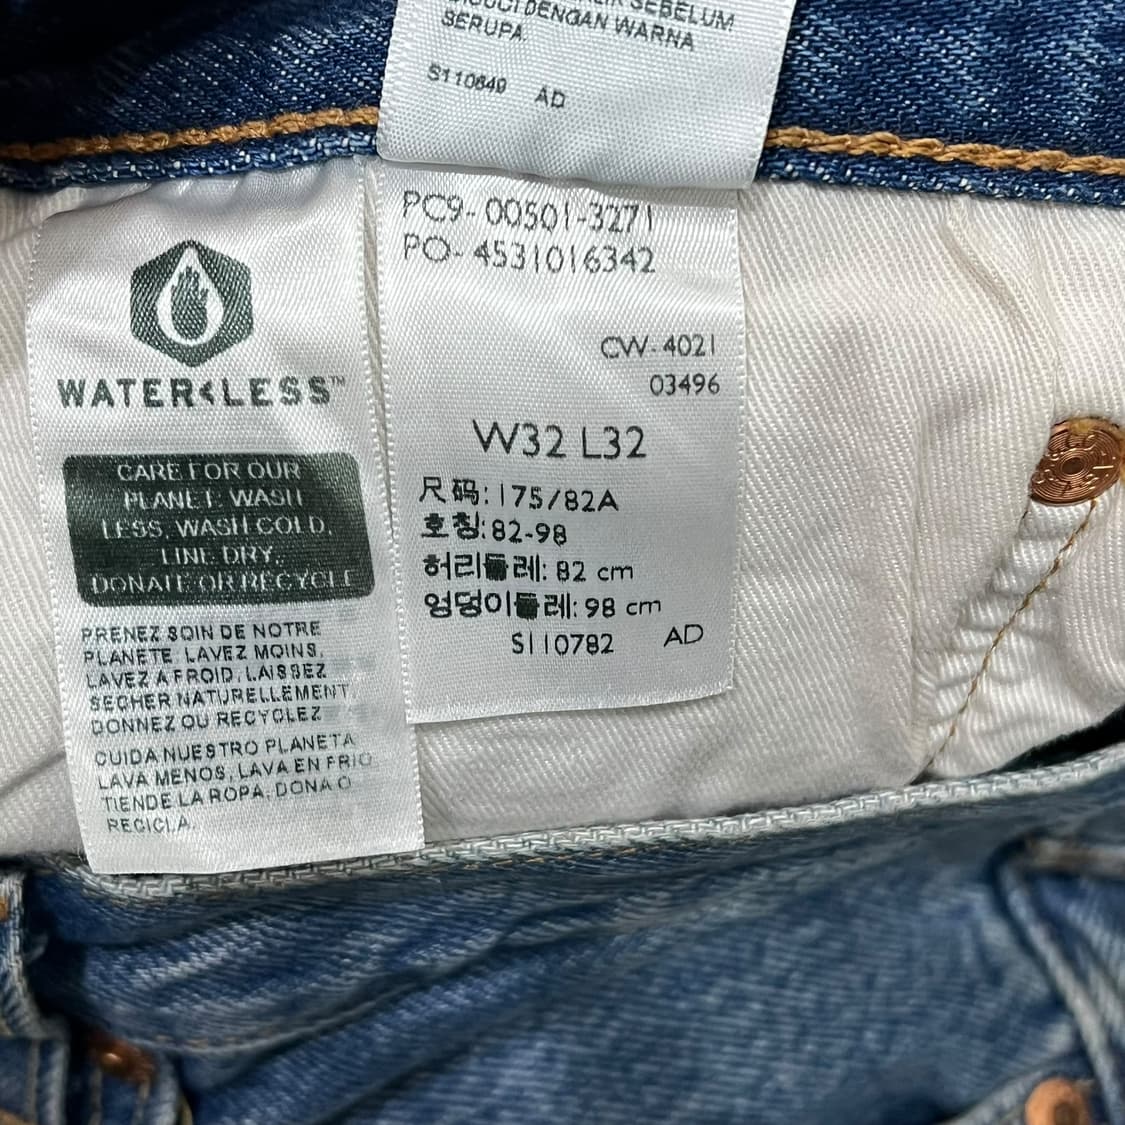 DICUCI DENGAN WARNA
SERUPA.
S110649 AD
WATER<LESS™
CARE FOR OUR
PLANET: WASH
LESS, WASH COLD,
LINE DRY,
DONATE OR RECYCLE
PRENEZ SOIN DE NOTRE
PLANETE: LAVEZ MOINS,
LAVEZ A FROID, LAISSEZ
SECHER NATURELLEMENT,
DONNEZ OU RECYCLEZ
CUIDA NUESTRO PLANETA:
LAVA MENOS, LAVA EN FRIO
TIENDE LA ROPA, DONA O
RECICLA.
PC9-00501-3271
PO-4531016342
CW-4021
03496
W32 L32
尺码:175/82A
호칭:82-98
허리둘레: 82 cm
엉덩이둘레: 98 cm
S110782 AD